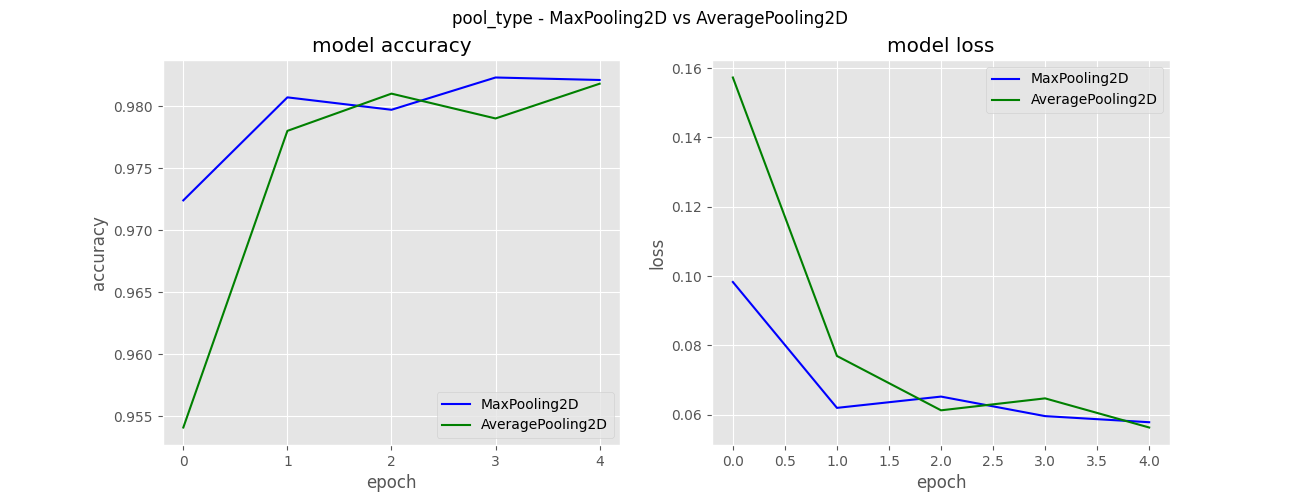 pool_type - MaxPooling2D vs AveragePooling2D
model accuracy
accuracy
0.980
0.975
0.970
0.965
0.960
0.955
MaxPooling2D
AveragePooling2D
0 1 2 3 4
epoch
model loss
loss
0.16
0.14
0.12
0.10
0.08
0.06
MaxPooling2D
AveragePooling2D
0.0 0.5 1.0 1.5 2.0 2.5 3.0 3.5 4.0
epoch